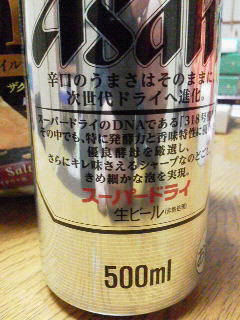 Asahi
辛口のうまさはそのままに、
次世代ドライへ進化。
スーパードライのDNAである「318号
その中でも、特に発酵力と香味特性に
優良酵母を厳選し、
さらにキレ味さえるシャープなのどごし
きめ細かな泡を実現。
スーパードライ
生ビール
500ml
Salt